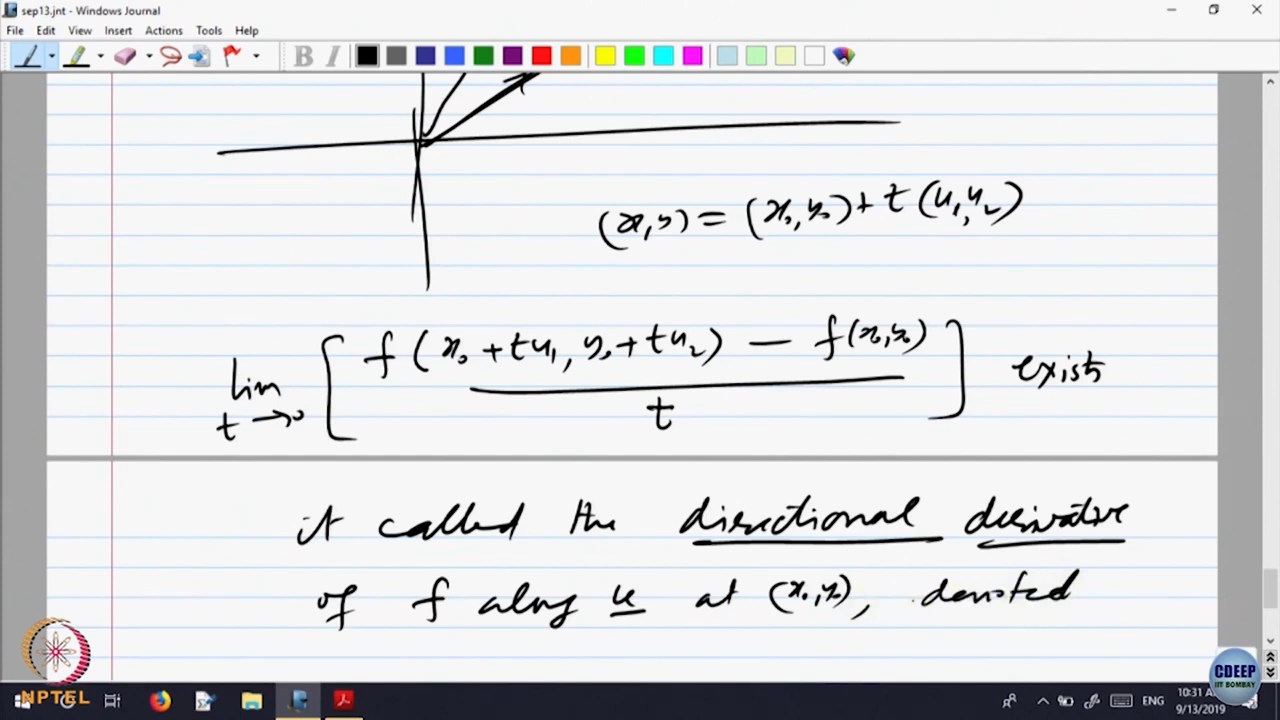 sep13.jnt - Windows Journal
File Edit View Insert Actions Tools Help
B I
(x,y) = (x₀,y₀) + t (u₁,u₂)
lim t→0 [ f(x₀ + tu₁, y₀ + tu₂) — f(x₀,y₀) / t ] exists
it called the directional derivative
of f along u at (x₀,y₀), denoted
NPTEL
CDEEP
IIT BOMBAY
ENG
10:31 A
9/13/2019